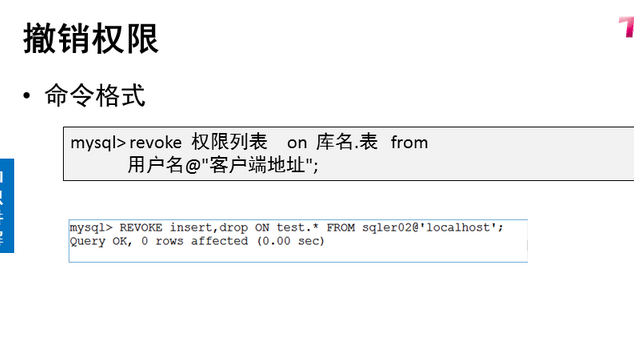 撤销权限
• 命令格式
mysql> revoke 权限列表 on 库名.表 from
用户名@"客户端地址";
mysql> REVOKE insert,drop ON test.* FROM sqler02@'localhost';
Query OK, 0 rows affected (0.00 sec)